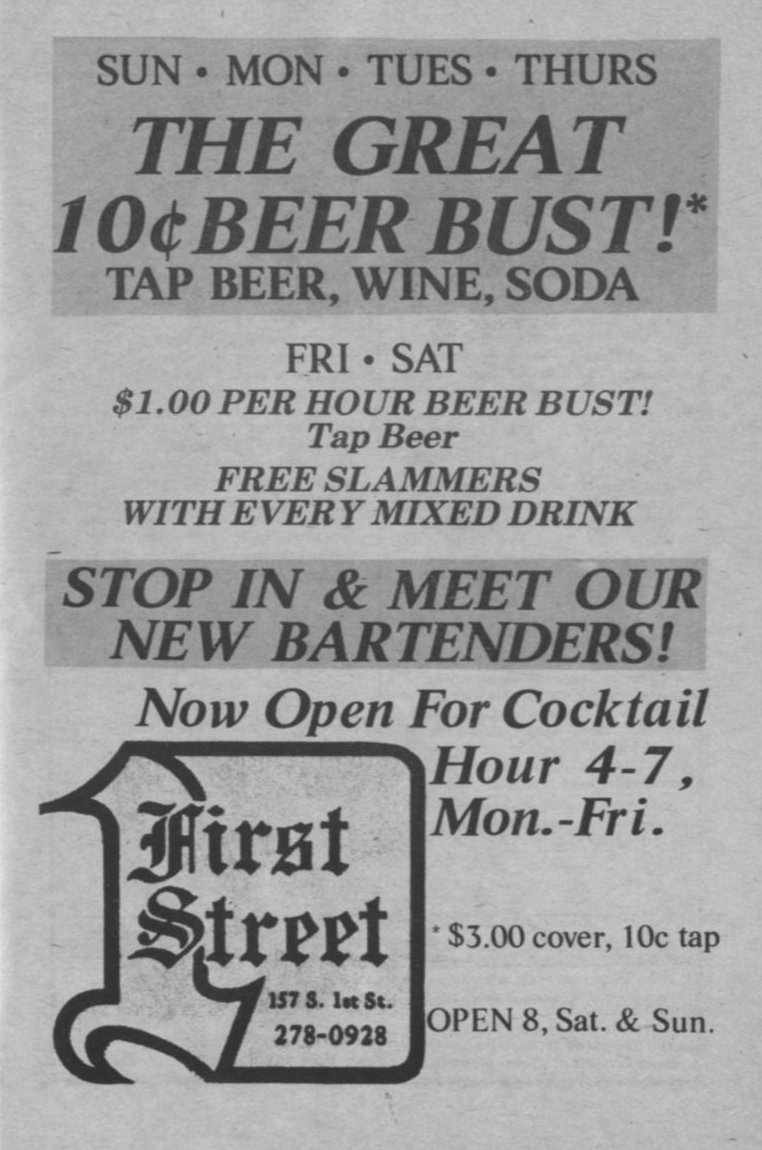 SUN • MON • TUES • THURS
THE GREAT
10¢ BEER BUST!*
TAP BEER, WINE, SODA
FRI • SAT
$1.00 PER HOUR BEER BUST!
Tap Beer
FREE SLAMMERS
WITH EVERY MIXED DRINK
STOP IN & MEET OUR
NEW BARTENDERS!
Now Open For Cocktail
Hour 4-7,
Mon.-Fri.
First
Street
157 S. 1st St.
278-0928
* $3.00 cover, 10c tap
OPEN 8, Sat. & Sun.